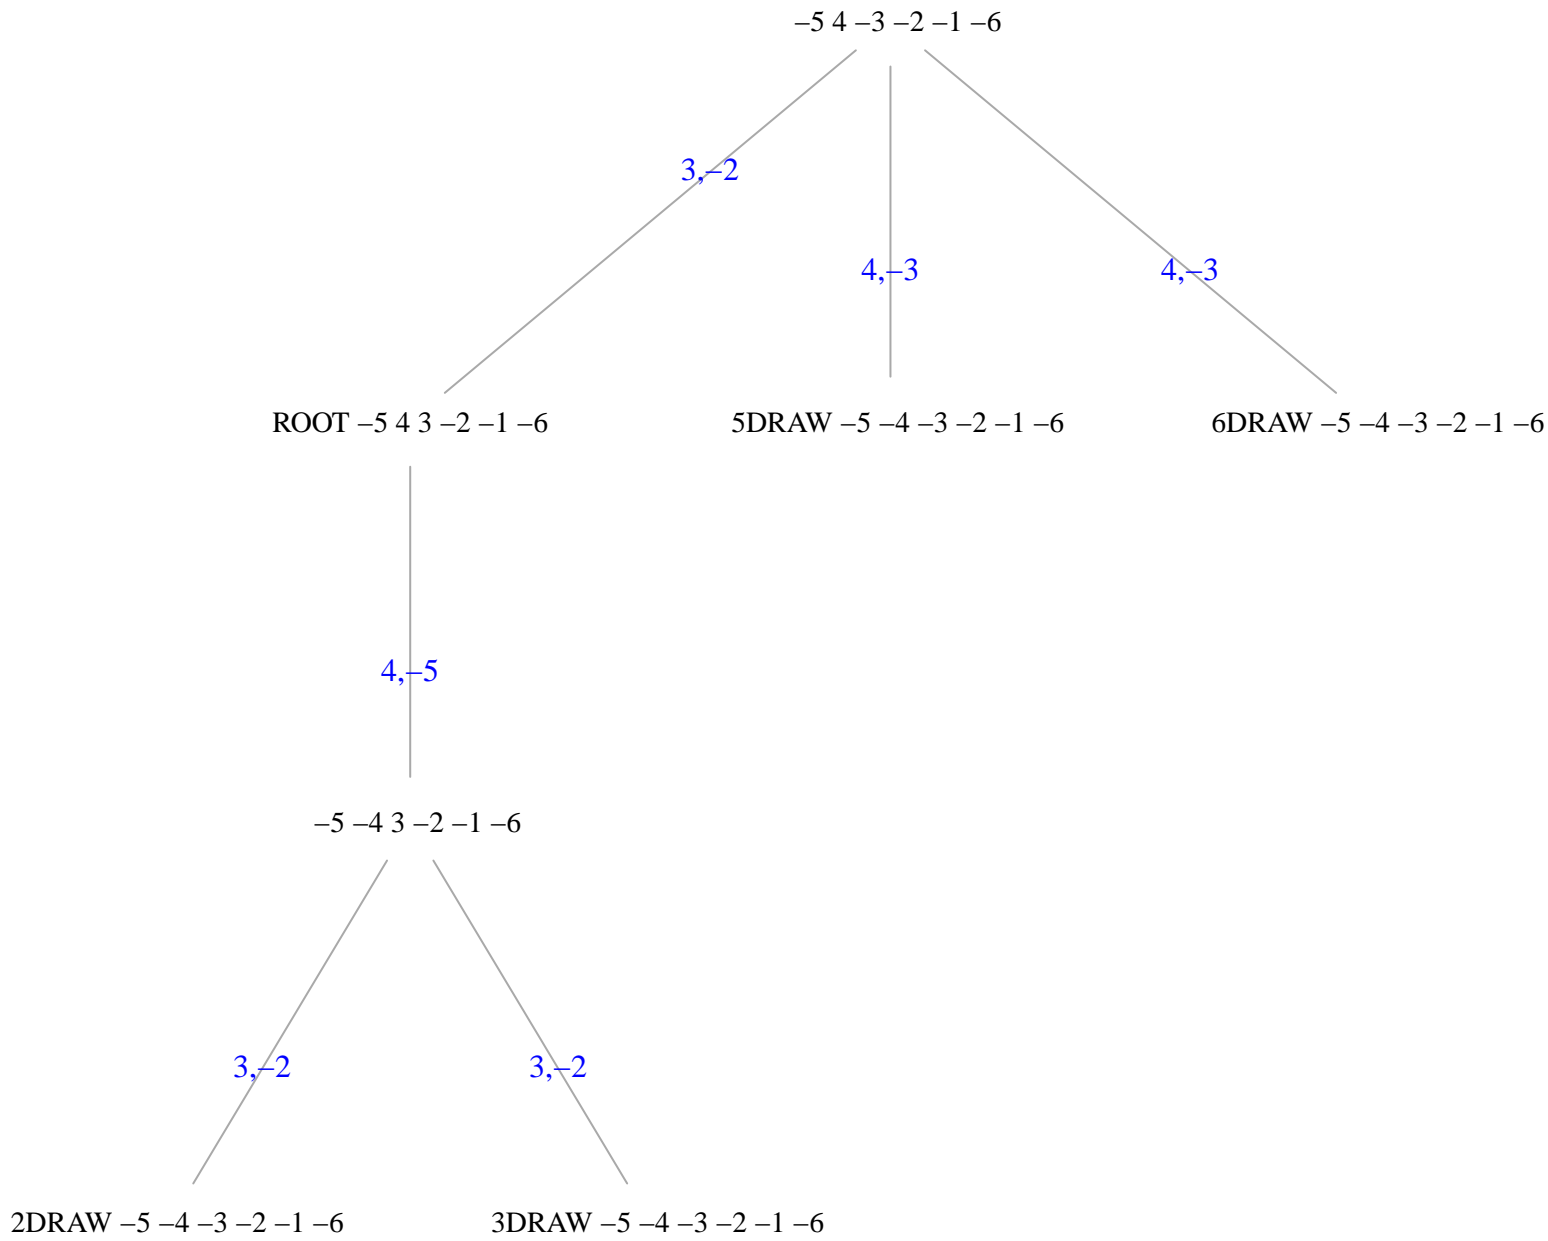 –5 4 –3 –2 –1 –6
3,–2
4,–3
4,–3
ROOT –5 4 3 –2 –1 –6
5DRAW –5 –4 –3 –2 –1 –6
6DRAW –5 –4 –3 –2 –1 –6
4,–5
–5 –4 3 –2 –1 –6
3,–2
3,–2
2DRAW –5 –4 –3 –2 –1 –6
3DRAW –5 –4 –3 –2 –1 –6